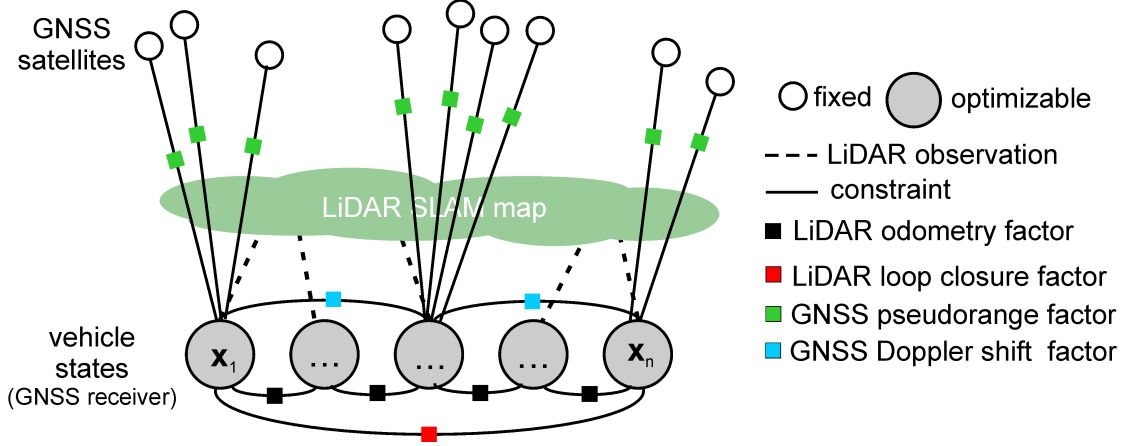 GNSS
satellites
fixed
optimizable
LiDAR observation
constraint
LiDAR SLAM map
LiDAR odometry factor
LiDAR loop closure factor
GNSS pseudorange factor
GNSS Doppler shift factor
vehicle
states
(GNSS receiver)
x1
...
...
...
xn